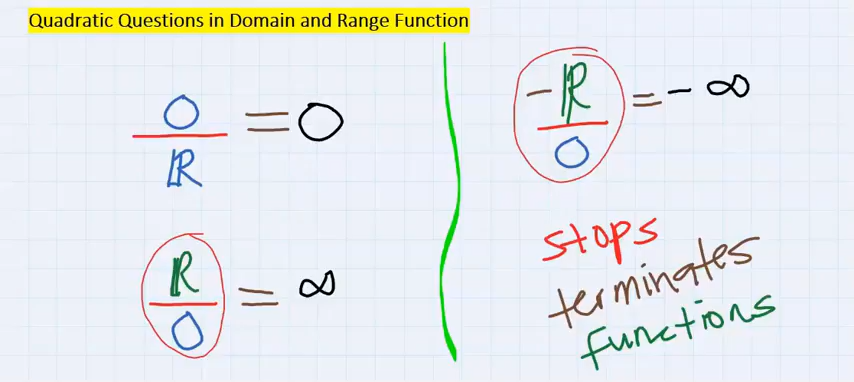 Quadratic Questions in Domain and Range Function
0/ℝ = 0
ℝ/0 = ∞
-ℝ/0 = - ∞
stops
terminates
functions